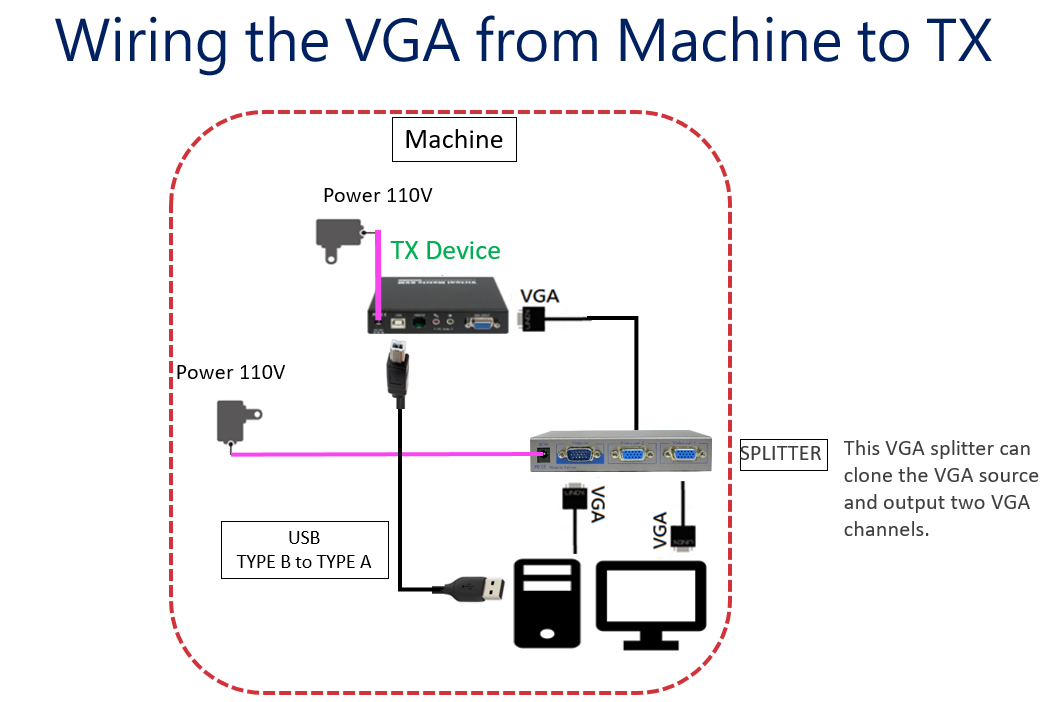 Wiring the VGA from Machine to TX
Machine
Power 110V
TX Device
VGA
Power 110V
SPLITTER
This VGA splitter can
clone the VGA source
and output two VGA
channels.
VGA
VGA
USB
TYPE B to TYPE A